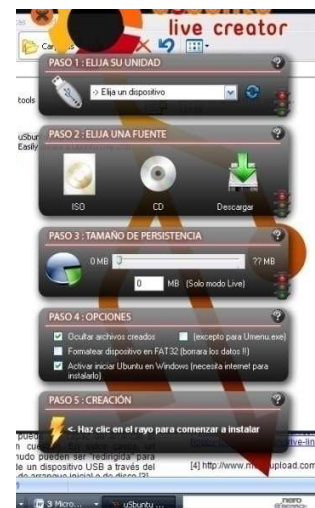 live creator
PASO 1 : ELIJA SU UNIDAD
?
-> Elija un dispositivo
tools
PASO 2 : ELIJA UNA FUENTE
?
uSbun
Easily
ISO
CD
Descargar
PASO 3 : TAMAÑO DE PERSISTENCIA
?
0 MB
?? MB
0
MB
(Solo modo Live)
PASO 4 : OPCIONES
?
Ocultar archivos creados
(excepto para Umenu.exe)
Formatear dispositivo en FAT32 (borrara los datos !!)
Activar iniciar Ubuntu en Windows (necesita internet para
instalarlo)
PASO 5 : CREACIÓN
?
<- Haz clic en el rayo para comenzar a instalar
nudo pueden ser "redirigida" para
de un dispositivo USB a través del
3 Micro...
uSbuntu ...
nero